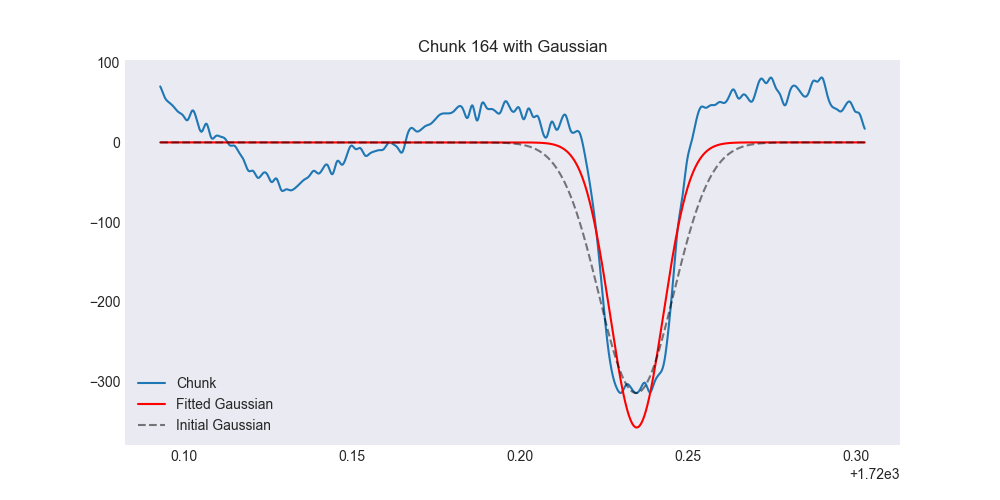 Chunk 164 with Gaussian
100
0
−100
−200
−300
Chunk
Fitted Gaussian
Initial Gaussian
0.10 0.15 0.20 0.25 0.30
+1.72e3